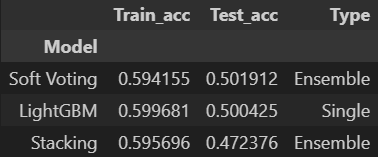 Train_acc Test_acc Type
Model
Soft Voting 0.594155 0.501912 Ensemble
LightGBM 0.599681 0.500425 Single
Stacking 0.595696 0.472376 Ensemble